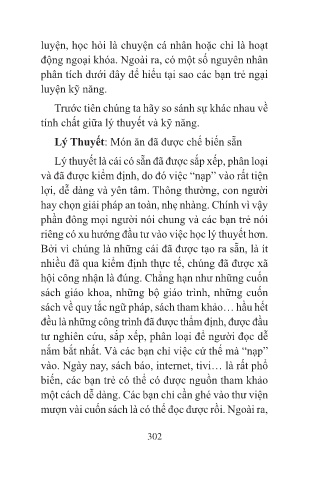 luyện, học hỏi là chuyện cá nhân hoặc chỉ là hoạt
động ngoại khóa. Ngoài ra, có một số nguyên nhân
phân tích dưới đây để hiểu tại sao các bạn trẻ ngại
luyện kỹ năng.
Trước tiên chúng ta hãy so sánh sự khác nhau về
tính chất giữa lý thuyết và kỹ năng.
Lý Thuyết: Món ăn đã được chế biến sẵn
Lý thuyết là cái có sẵn đã được sắp xếp, phân loại
và đã được kiểm định, do đó việc “nạp” vào rất tiện
lợi, dễ dàng và yên tâm. Thông thường, con người
hay chọn giải pháp an toàn, nhẹ nhàng. Chính vì vậy
phần đông mọi người nói chung và các bạn trẻ nói
riêng có xu hướng đầu tư vào việc học lý thuyết hơn.
Bởi vì chúng là những cái đã được tạo ra sẵn, là ít
nhiều đã qua kiểm định thực tế, chúng đã được xã
hội công nhận là đúng. Chẳng hạn như những cuốn
sách giáo khoa, những bộ giáo trình, những cuốn
sách về quy tắc ngữ pháp, sách tham khảo… hầu hết
đều là những công trình đã được thẩm định, được đầu
tư nghiên cứu, sắp xếp, phân loại để người đọc dễ
nắm bắt nhất. Và các bạn chỉ việc cứ thế mà “nạp”
vào. Ngày nay, sách báo, internet, tivi… là rất phổ
biến, các bạn trẻ có thể có được nguồn tham khảo
một cách dễ dàng. Các bạn chỉ cần ghé vào thư viện
mượn vài cuốn sách là có thể đọc được rồi. Ngoài ra,
302